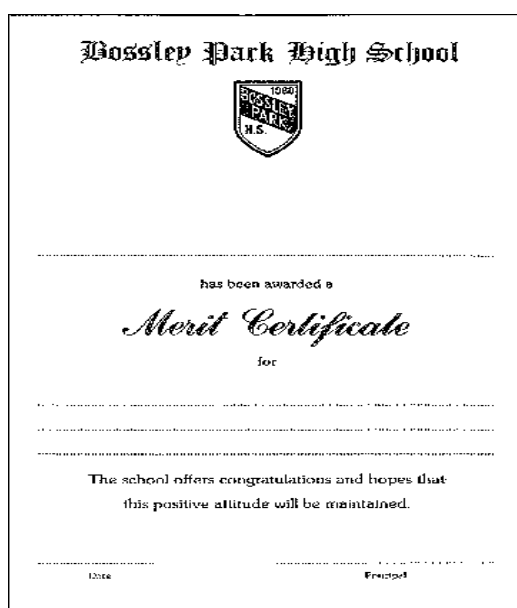 Bossley Park High School
1980
BOSSLEY
PARK
H.S.
has been awarded a
Merit Certificate
for
The school offers congratulations and hopes that
this positive attitude will be maintained.
Date Principal